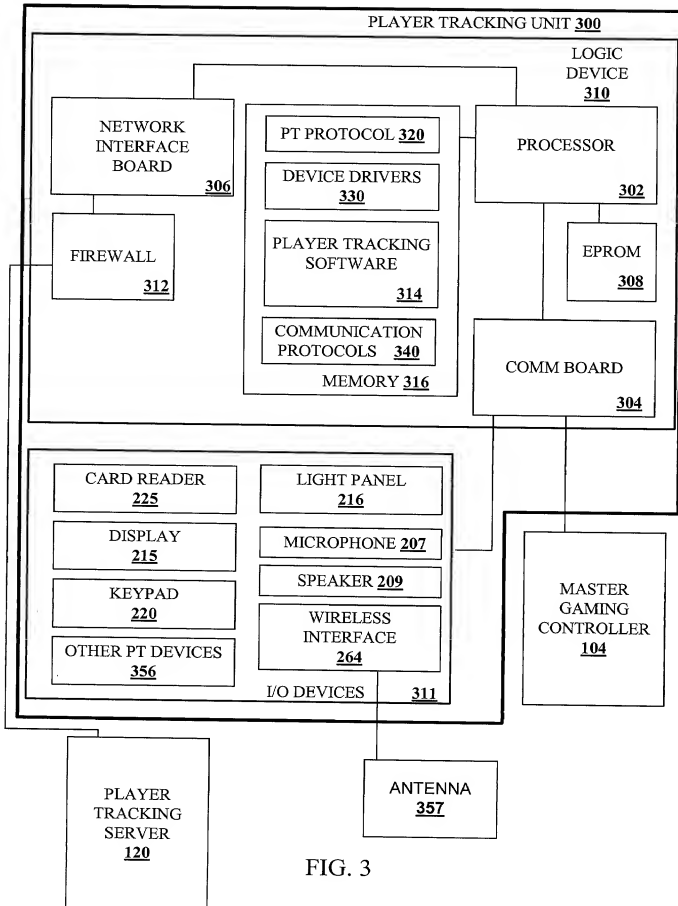 PLAYER TRACKING UNIT 300
LOGIC
DEVICE
310
NETWORK
INTERFACE
BOARD
306
FIREWALL
312
PT PROTOCOL 320
DEVICE DRIVERS
330
PLAYER TRACKING
SOFTWARE
314
COMMUNICATION
PROTOCOLS 340
MEMORY 316
PROCESSOR
302
EPROM
308
COMM BOARD
304
CARD READER
225
DISPLAY
215
KEYPAD
220
OTHER PT DEVICES
356
LIGHT PANEL
216
MICROPHONE 207
SPEAKER 209
WIRELESS
INTERFACE
264
I/O DEVICES 311
MASTER
GAMING
CONTROLLER
104
PLAYER
TRACKING
SERVER
120
ANTENNA
357
FIG. 3